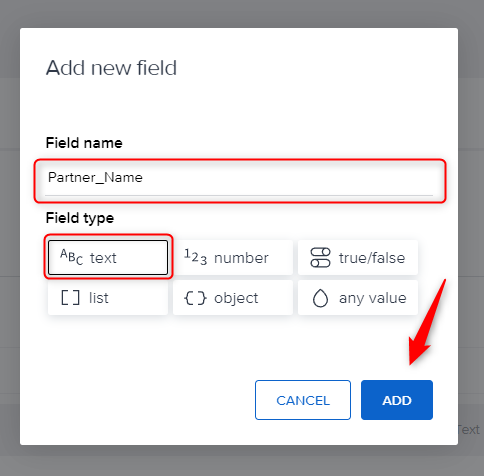 Add new field
Field name
Partner_Name
Field type
ABC text
123 number
true/false
[ ] list
{ } object
any value
CANCEL
ADD
Text